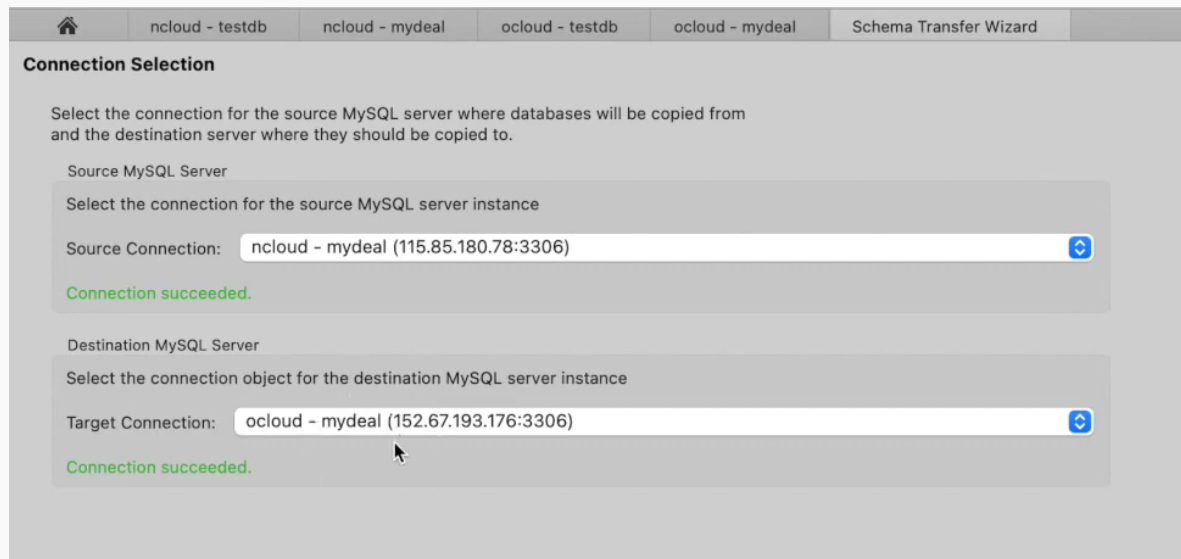 ncloud - testdb ncloud - mydeal ocloud - testdb ocloud - mydeal Schema Transfer Wizard
Connection Selection
Select the connection for the source MySQL server where databases will be copied from
and the destination server where they should be copied to.
Source MySQL Server
Select the connection for the source MySQL server instance
Source Connection: ncloud - mydeal (115.85.180.78:3306)
Connection succeeded.
Destination MySQL Server
Select the connection object for the destination MySQL server instance
Target Connection: ocloud - mydeal (152.67.193.176:3306)
Connection succeeded.